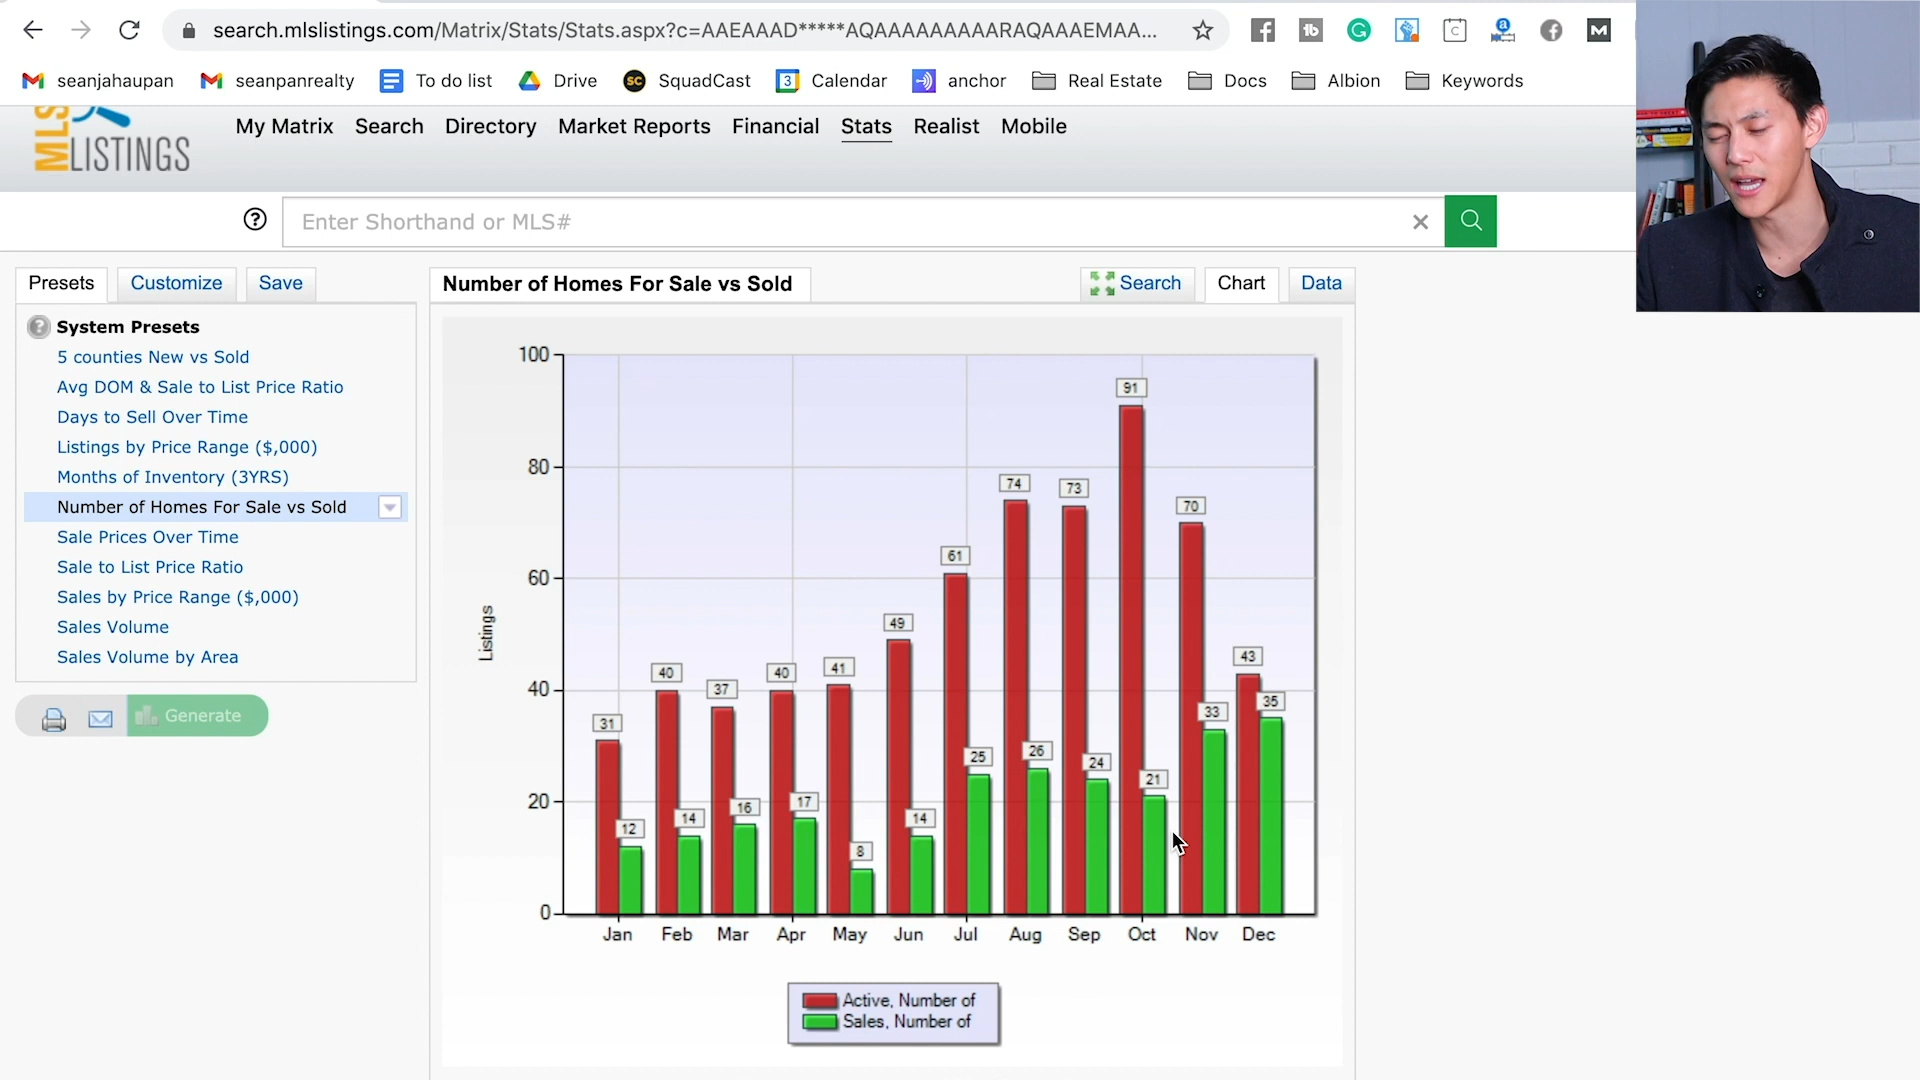 search.mlslistings.com/Matrix/Stats/Stats.aspx?c=AAEAAAD*****AQAAAAAAAAARAQAAAEMAA...
seanjahaupan
seanpanrealty
To do list
Drive
SC SquadCast
3 Calendar
anchor
Real Estate
Docs
Albion
Keywords
MLS
LISTINGS
My Matrix Search Directory Market Reports Financial Stats Realist Mobile
Enter Shorthand or MLS#
Presets Customize Save
System Presets
5 counties New vs Sold
Avg DOM & Sale to List Price Ratio
Days to Sell Over Time
Listings by Price Range ($,000)
Months of Inventory (3YRS)
Number of Homes For Sale vs Sold
Sale Prices Over Time
Sale to List Price Ratio
Sales by Price Range ($,000)
Sales Volume
Sales Volume by Area
Generate
Number of Homes For Sale vs Sold
Search Chart Data
Listings
100
80
60
40
20
0
31 40 37 40 41 49 61 74 73 91 70 43
12 14 16 17 8 14 25 26 24 21 33 35
Jan Feb Mar Apr May Jun Jul Aug Sep Oct Nov Dec
Active, Number of
Sales, Number of